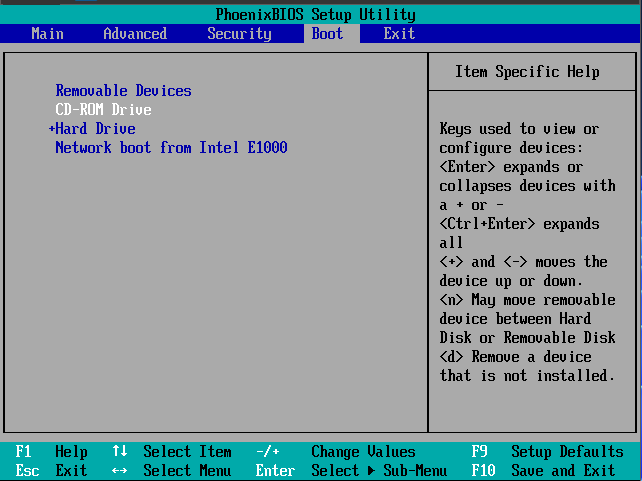 PhoenixBIOS Setup Utility
Main Advanced Security Boot Exit
Removable Devices
CD-ROM Drive
+Hard Drive
Network boot from Intel E1000
Item Specific Help
Keys used to view or
configure devices:
<Enter> expands or
collapses devices with
a + or -
<Ctrl+Enter> expands
all
<+> and <-> moves the
device up or down.
<n> May move removable
device between Hard
Disk or Removable Disk
<d> Remove a device
that is not installed.
F1 Help ↑↓ Select Item -/+ Change Values F9 Setup Defaults
Esc Exit ↔ Select Menu Enter Select ▶ Sub-Menu F10 Save and Exit